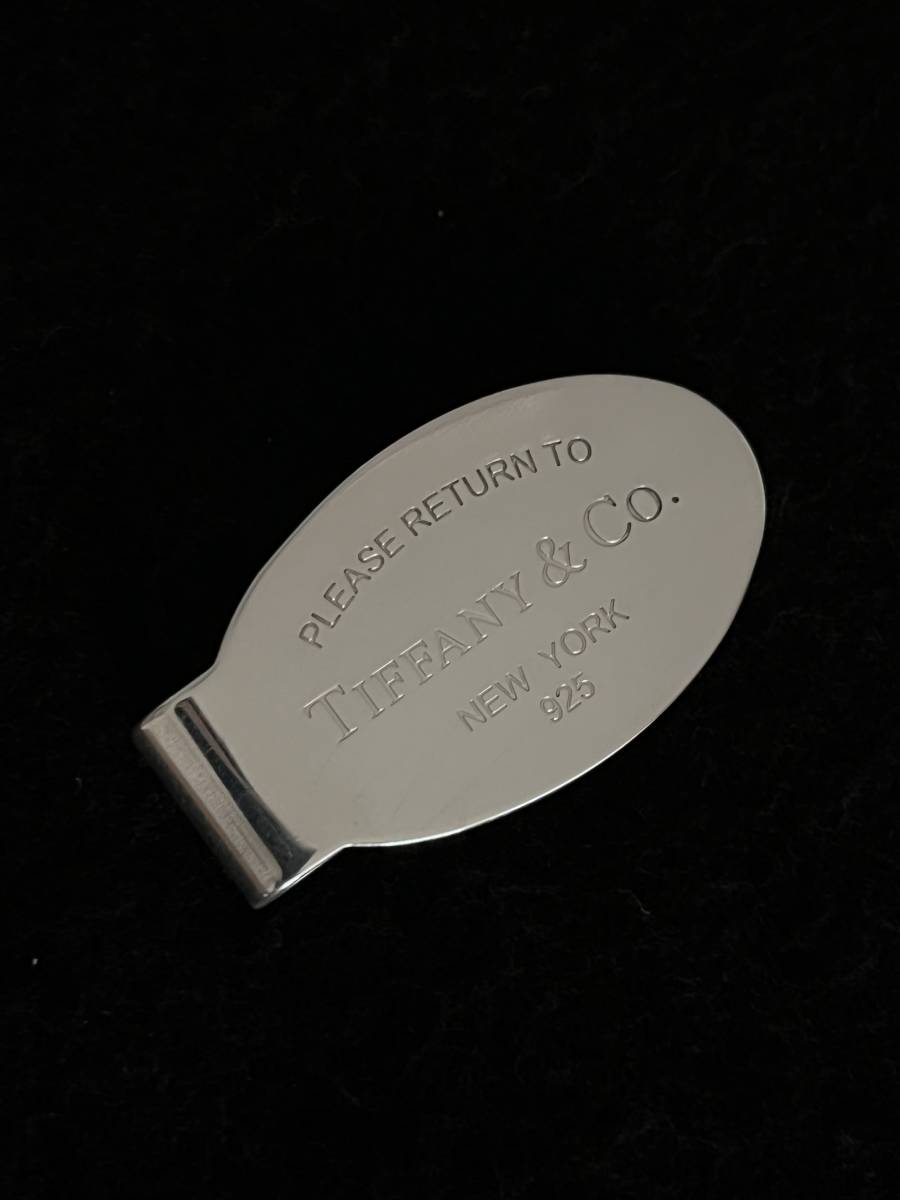 PLEASE RETURN TO
TIFFANY & CO.
NEW YORK
925